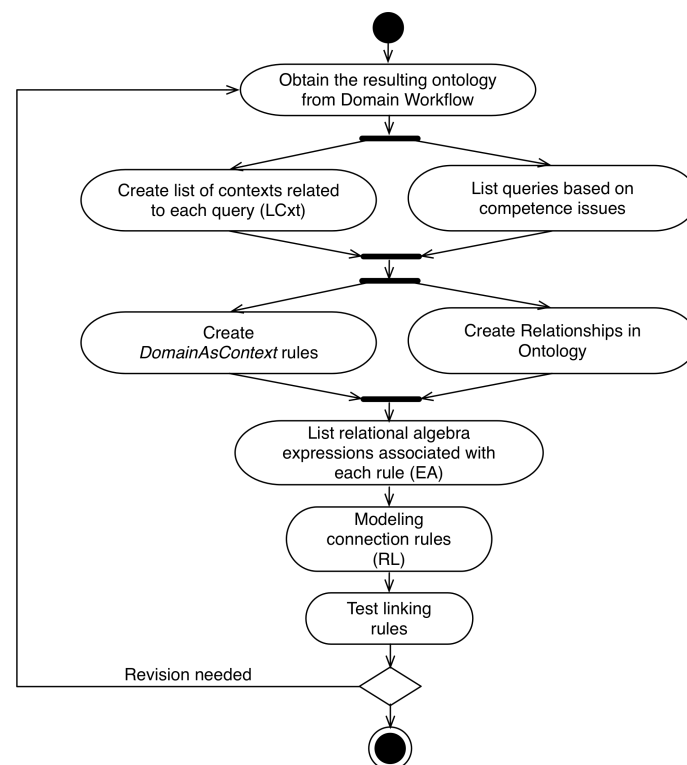 Obtain the resulting ontology
from Domain Workflow
Create list of contexts related
to each query (LCxt)
List queries based on
competence issues
Create
DomainAsContext rules
Create Relationships in
Ontology
List relational algebra
expressions associated with
each rule (EA)
Modeling
connection rules
(RL)
Test linking
rules
Revision needed